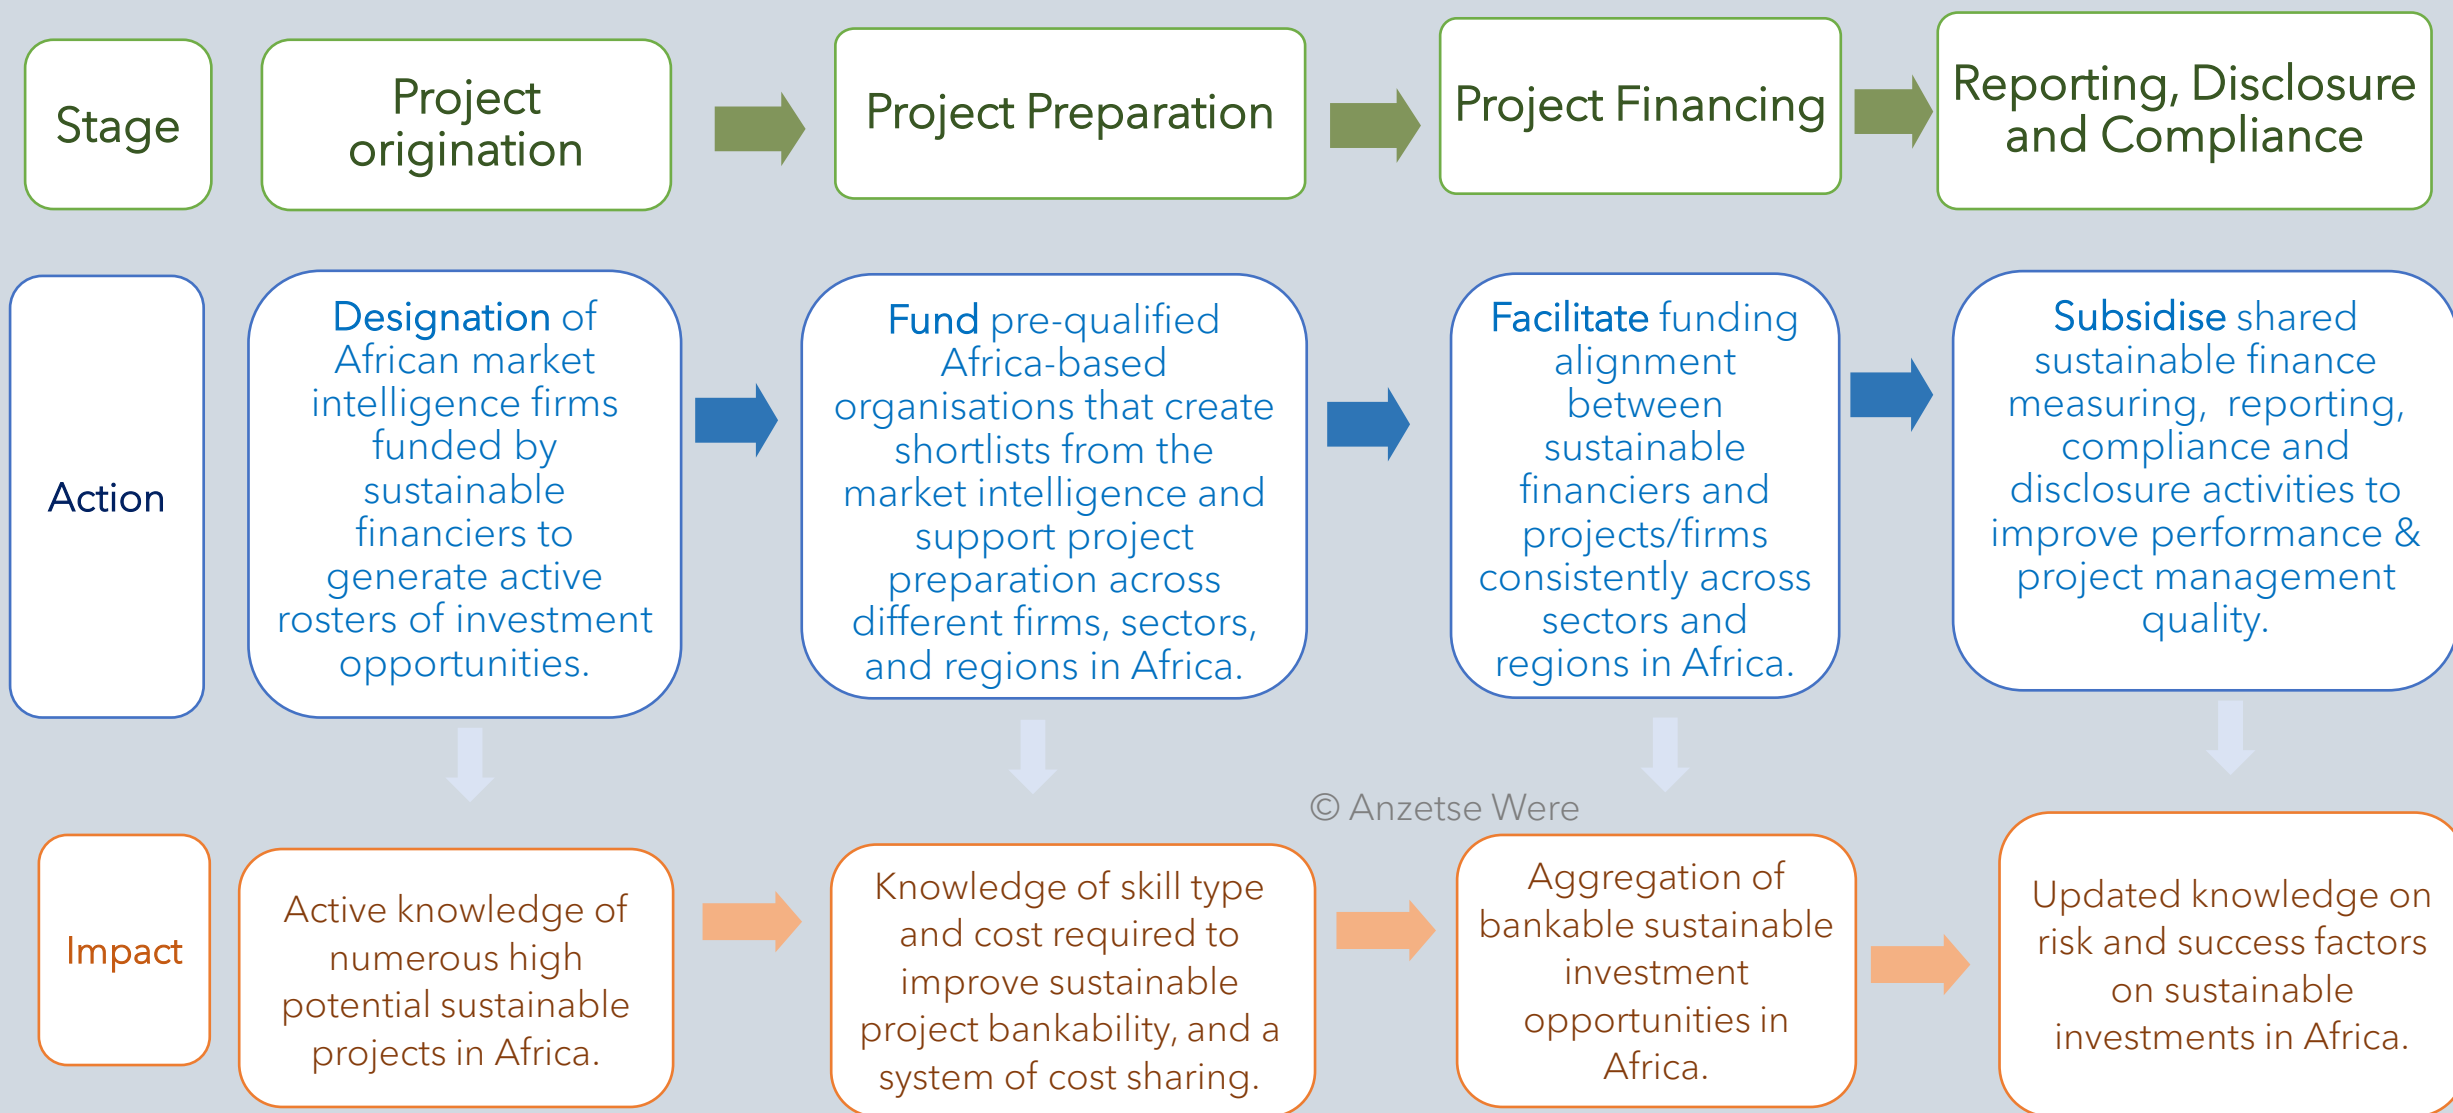 Stage
Project
origination
Project Preparation
Project Financing
Reporting, Disclosure
and Compliance
Action
Designation of
African market
intelligence firms
funded by
sustainable
financiers to
generate active
rosters of investment
opportunities.
Fund pre-qualified
Africa-based
organisations that create
shortlists from the
market intelligence and
support project
preparation across
different firms, sectors,
and regions in Africa.
Facilitate funding
alignment
between
sustainable
financiers and
projects/firms
consistently across
sectors and
regions in Africa.
Subsidise shared
sustainable finance
measuring, reporting,
compliance and
disclosure activities to
improve performance &
project management
quality.
© Anzetse Were
Impact
Active knowledge of
numerous high
potential sustainable
projects in Africa.
Knowledge of skill type
and cost required to
improve sustainable
project bankability, and a
system of cost sharing.
Aggregation of
bankable sustainable
investment
opportunities in
Africa.
Updated knowledge on
risk and success factors
on sustainable
investments in Africa.